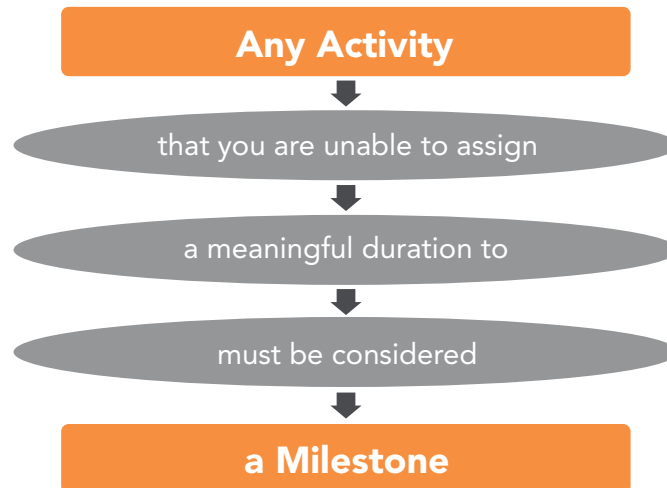 Any Activity
that you are unable to assign
a meaningful duration to
must be considered
a Milestone